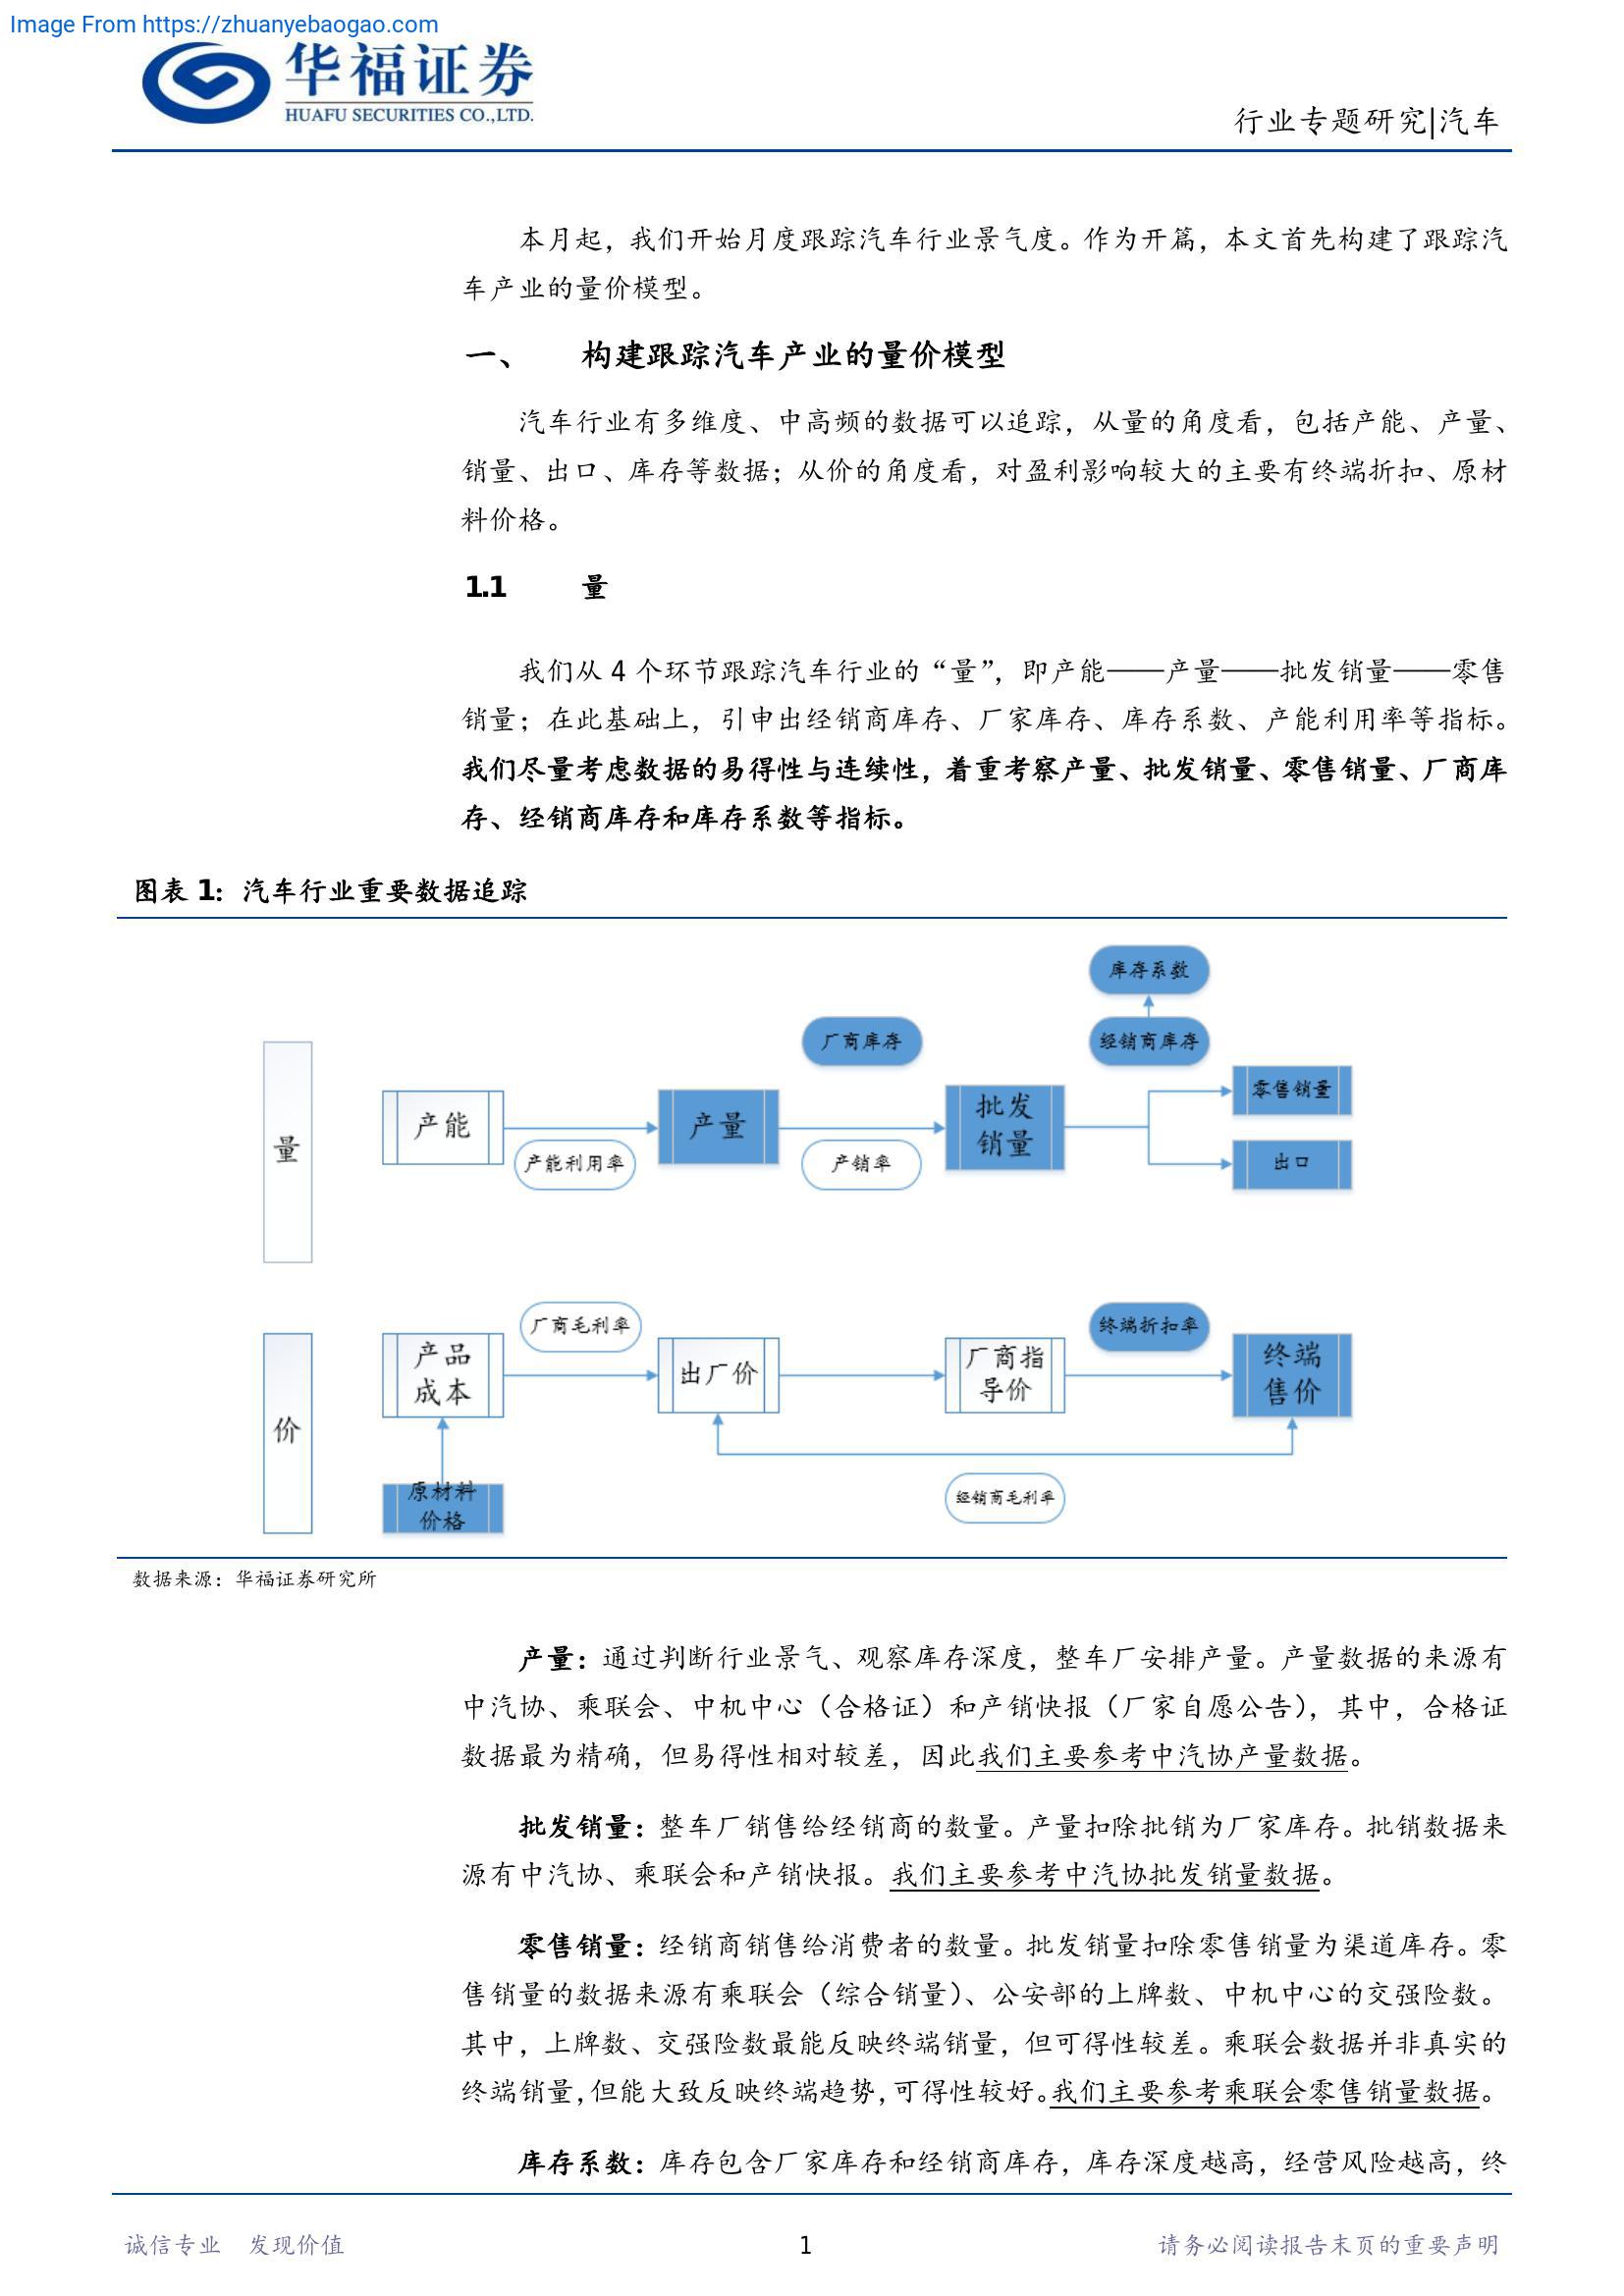 Image From https://zhuanyebaogao.com
华福证券
HUAFU SECURITIES CO.,LTD.
行业专题研究|汽车
本月起，我们开始月度跟踪汽车行业景气度。作为开篇，本文首先构建了跟踪汽
车产业的量价模型。
一、 构建跟踪汽车产业的量价模型
汽车行业有多维度、中高频的数据可以追踪，从量的角度看，包括产能、产量、
销量、出口、库存等数据；从价的角度看，对盈利影响较大的主要有终端折扣、原材
料价格。
1.1 量
我们从 4 个环节跟踪汽车行业的“量”，即产能——产量——批发销量——零售
销量；在此基础上，引申出经销商库存、厂家库存、库存系数、产能利用率等指标。
我们尽量考虑数据的易得性与连续性，着重考察产量、批发销量、零售销量、厂商库
存、经销商库存和库存系数等指标。
图表 1：汽车行业重要数据追踪
库存系数
厂商库存
经销商库存
量
产能
产能利用率
产量
产销率
批发
销量
零售销量
出口
价
产品
成本
厂商毛利率
出厂价
厂商指
导价
终端折扣率
终端
售价
原材料
价格
经销商毛利率
数据来源：华福证券研究所
产量：通过判断行业景气、观察库存深度，整车厂安排产量。产量数据的来源有
中汽协、乘联会、中机中心（合格证）和产销快报（厂家自愿公告），其中，合格证
数据最为精确，但易得性相对较差，因此我们主要参考中汽协产量数据。
批发销量：整车厂销售给经销商的数量。产量扣除批销为厂家库存。批销数据来
源有中汽协、乘联会和产销快报。我们主要参考中汽协批发销量数据。
零售销量：经销商销售给消费者的数量。批发销量扣除零售销量为渠道库存。零
售销量的数据来源有乘联会（综合销量）、公安部的上牌数、中机中心的交强险数。
其中，上牌数、交强险数最能反映终端销量，但可得性较差。乘联会数据并非真实的
终端销量，但能大致反映终端趋势，可得性较好。我们主要参考乘联会零售销量数据。
库存系数：库存包含厂家库存和经销商库存，库存深度越高，经营风险越高，终
诚信专业 发现价值
1
请务必阅读报告末页的重要声明